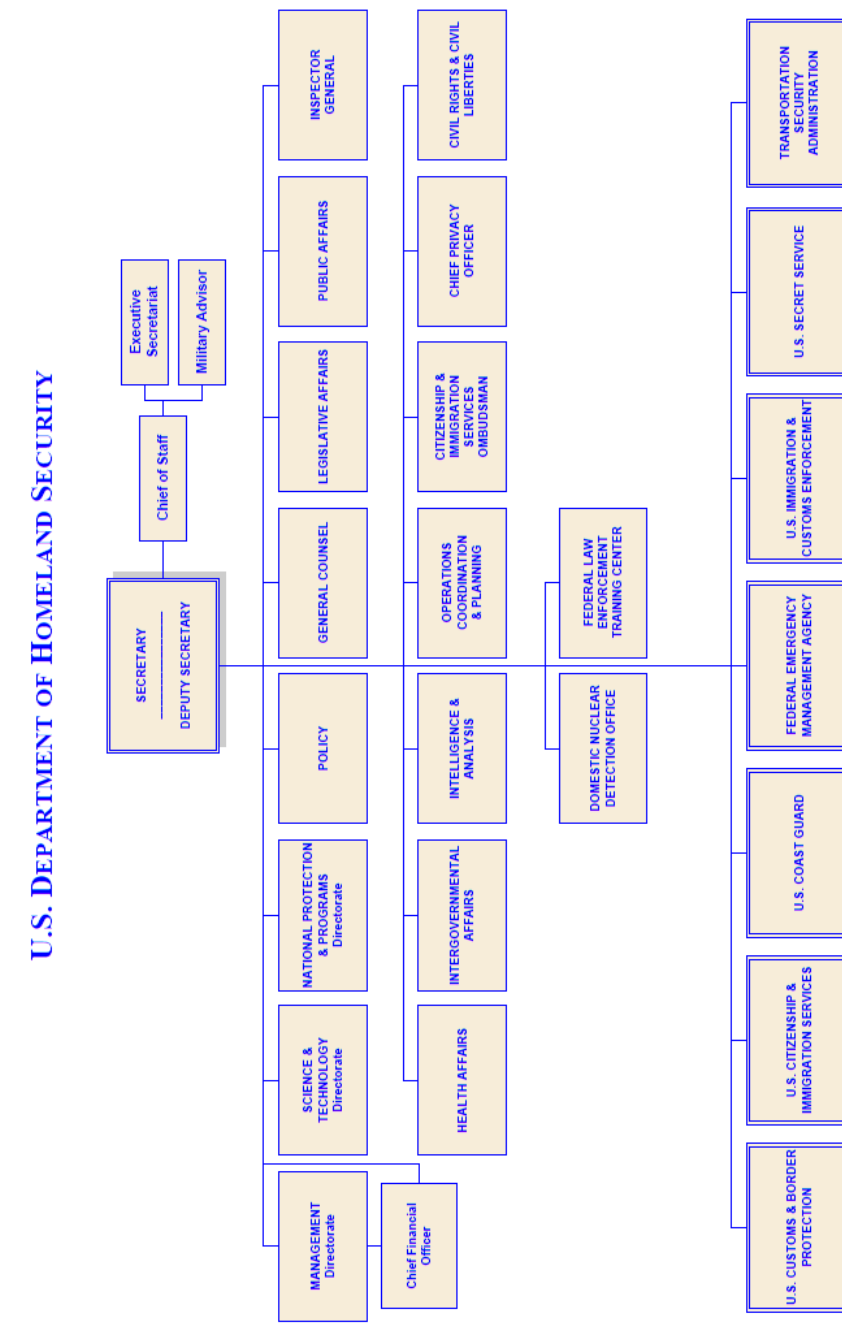 U.S. DEPARTMENT OF HOMELAND SECURITY
SECRETARY
DEPUTY SECRETARY
Chief of Staff
Executive
Secretariat
Military Advisor
MANAGEMENT
Directorate
Chief Financial
Officer
SCIENCE &
TECHNOLOGY
Directorate
NATIONAL PROTECTION
& PROGRAMS
Directorate
POLICY
GENERAL COUNSEL
LEGISLATIVE AFFAIRS
PUBLIC AFFAIRS
INSPECTOR
GENERAL
HEALTH AFFAIRS
INTERGOVERNMENTAL
AFFAIRS
INTELLIGENCE &
ANALYSIS
OPERATIONS
COORDINATION
& PLANNING
CITIZENSHIP &
IMMIGRATION
SERVICES
OMBUDSMAN
CHIEF PRIVACY
OFFICER
CIVIL RIGHTS & CIVIL
LIBERTIES
DOMESTIC NUCLEAR
DETECTION OFFICE
FEDERAL LAW
ENFORCEMENT
TRAINING CENTER
U.S. CUSTOMS & BORDER
PROTECTION
U.S. CITIZENSHIP &
IMMIGRATION SERVICES
U.S. COAST GUARD
FEDERAL EMERGENCY
MANAGEMENT AGENCY
U.S. IMMIGRATION &
CUSTOMS ENFORCEMENT
U.S. SECRET SERVICE
TRANSPORTATION
SECURITY
ADMINISTRATION